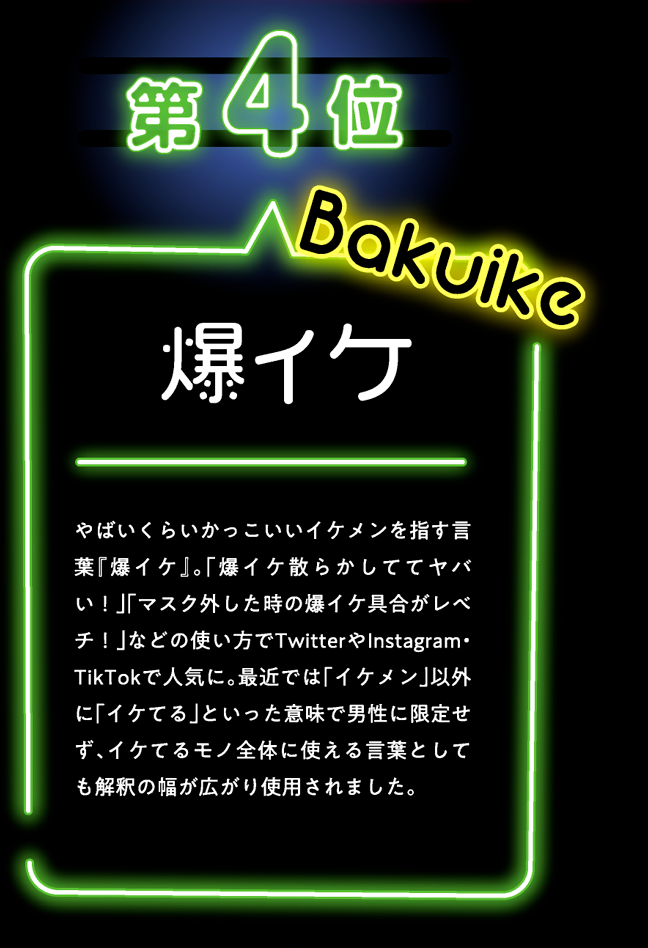 第4位
Bakuike
爆イケ
やばいくらいかっこいいイケメンを指す言
葉『爆イケ』。「爆イケ散らかしててヤバ
い！」「マスク外した時の爆イケ具合がレベ
チ！」などの使い方でTwitterやInstagram・
TikTokで人気に。最近では「イケメン」以外
に「イケてる」といった意味で男性に限定せ
ず、イケてるモノ全体に使える言葉として
も解釈の幅が広がり使用されました。